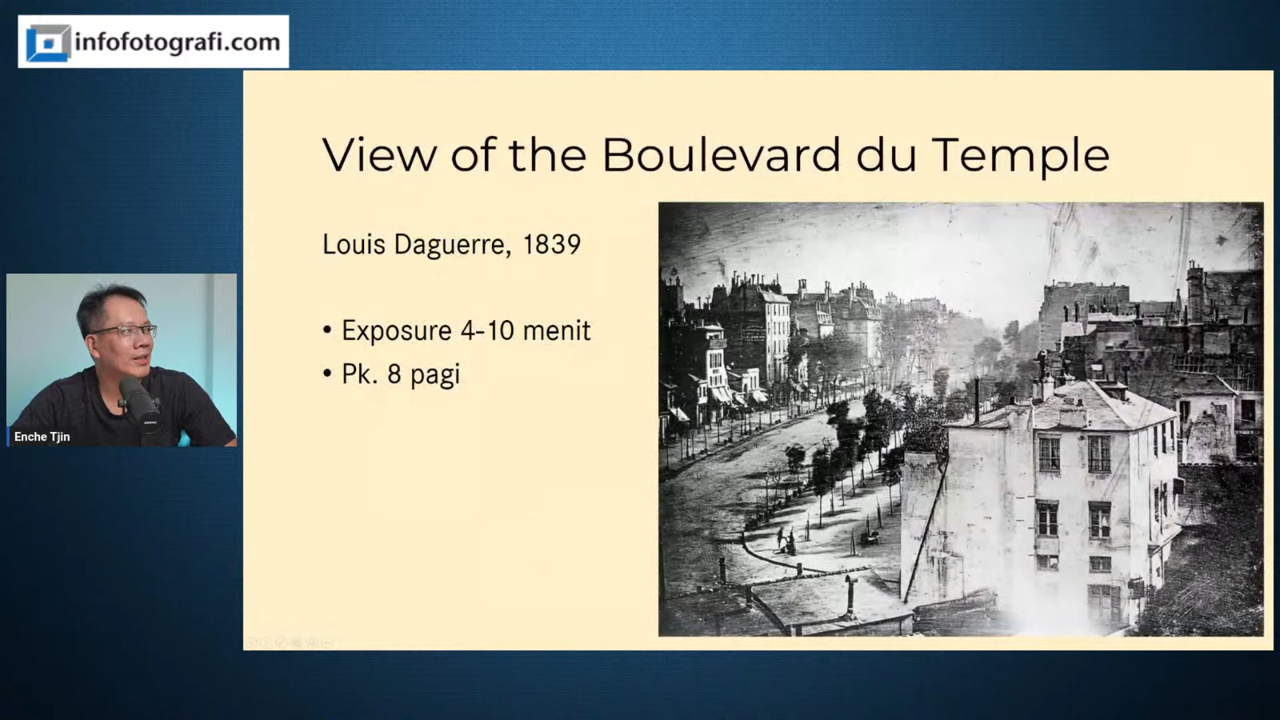 infofotografi.com
View of the Boulevard du Temple
Louis Daguerre, 1839
• Exposure 4-10 menit
• Pk. 8 pagi
Enche Tjin